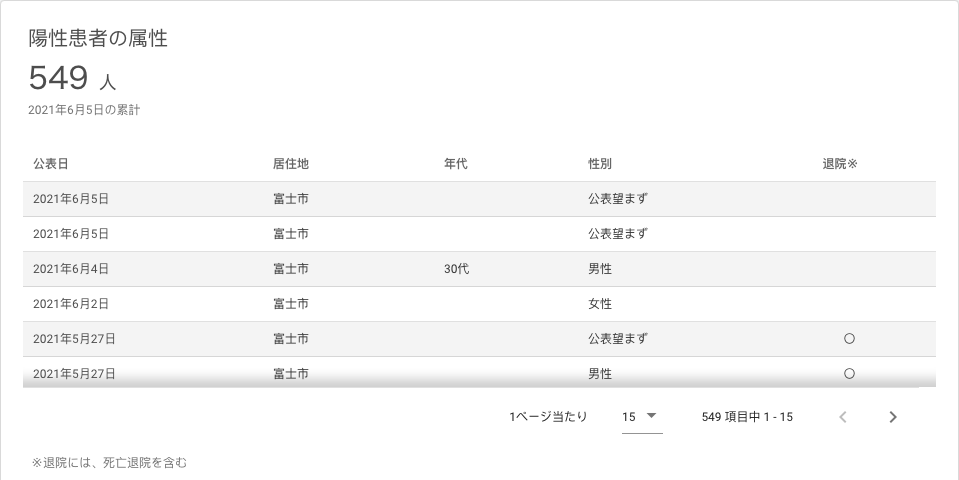 陽性患者の属性
549 人
2021年6月5日の累計
公表日 居住地 年代 性別 退院※
2021年6月5日 富士市 公表望まず
2021年6月5日 富士市 公表望まず
2021年6月4日 富士市 30代 男性
2021年6月2日 富士市 女性
2021年5月27日 富士市 公表望まず ○
2021年5月27日 富士市 男性 ○
1ページ当たり 15 549 項目中 1 - 15
※退院には、死亡退院を含む